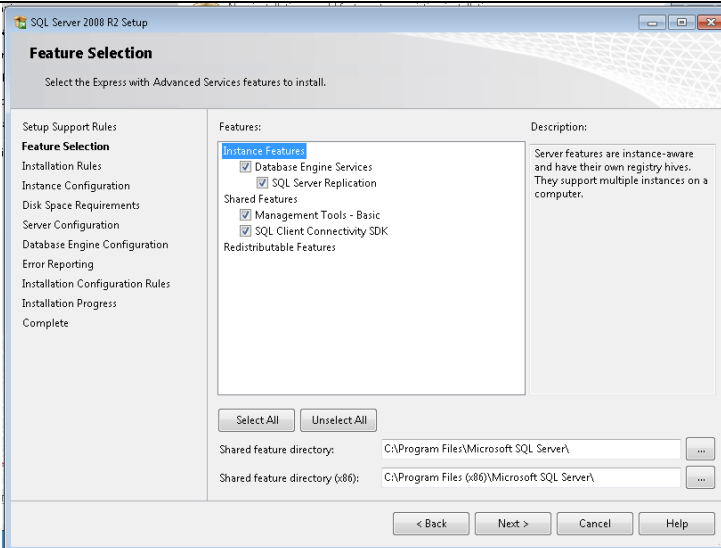 SQL Server 2008 R2 Setup
Feature Selection
Select the Express with Advanced Services features to install.
Setup Support Rules
Feature Selection
Installation Rules
Instance Configuration
Disk Space Requirements
Server Configuration
Database Engine Configuration
Error Reporting
Installation Configuration Rules
Installation Progress
Complete
Features:
Instance Features
Database Engine Services
SQL Server Replication
Shared Features
Management Tools - Basic
SQL Client Connectivity SDK
Redistributable Features
Description:
Server features are instance-aware
and have their own registry hives.
They support multiple instances on a
computer.
Select All
Unselect All
Shared feature directory:
C:\Program Files\Microsoft SQL Server\
...
Shared feature directory (x86):
C:\Program Files (x86)\Microsoft SQL Server\
...
< Back
Next >
Cancel
Help